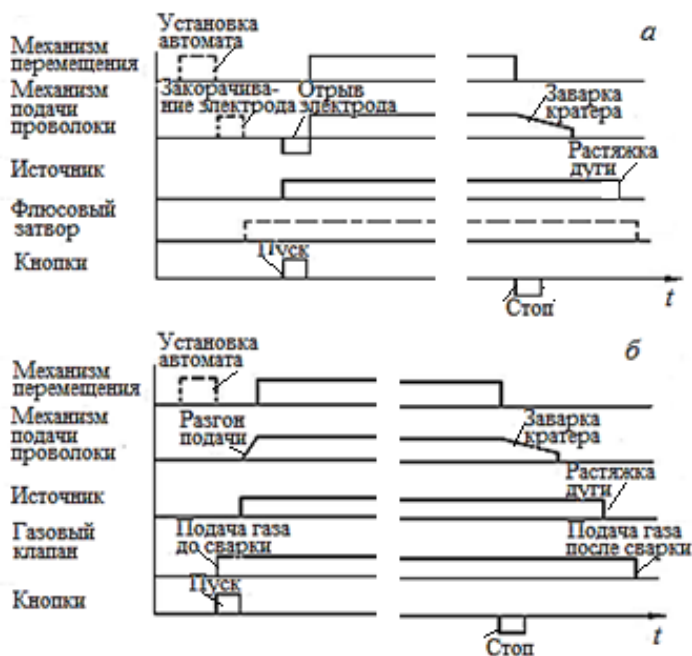 Установка
автомата
а
Механизм
перемещения
Механизм
подачи
проволоки
Закорачива-
ние электрода
Отрыв
электрода
Заварка
кратера
Источник
Растяжка
дуги
Флюсовый
затвор
Кнопки
Пуск
Стоп
t
Установка
автомата
б
Механизм
перемещения
Механизм
подачи
проволоки
Разгон
подачи
Заварка
кратера
Источник
Растяжка
дуги
Газовый
клапан
Подача газа
до сварки
Подача газа
после сварки
Кнопки
Пуск
Стоп
t